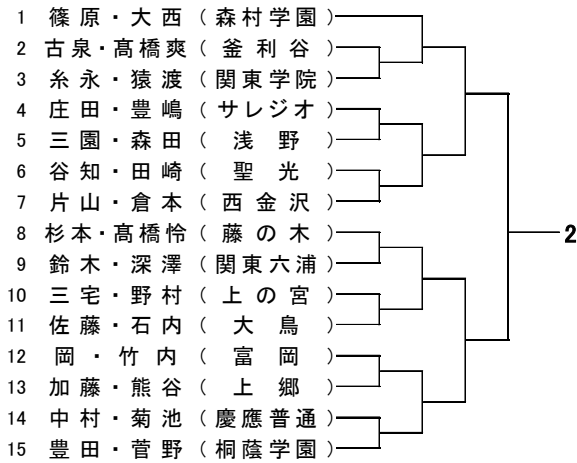 1 篠原・大西（森村学園）
2 古泉・髙橋爽（釜利谷）
3 糸永・猿渡（関東学院）
4 庄田・豊嶋（サレジオ）
5 三園・森田（浅野）
6 谷知・田崎（聖光）
7 片山・倉本（西金沢）
8 杉本・髙橋怜（藤の木）
9 鈴木・深澤（関東六浦）
10 三宅・野村（上の宮）
11 佐藤・石内（大鳥）
12 岡・竹内（富岡）
13 加藤・熊谷（上郷）
14 中村・菊池（慶應普通）
15 豊田・菅野（桐蔭学園）
2